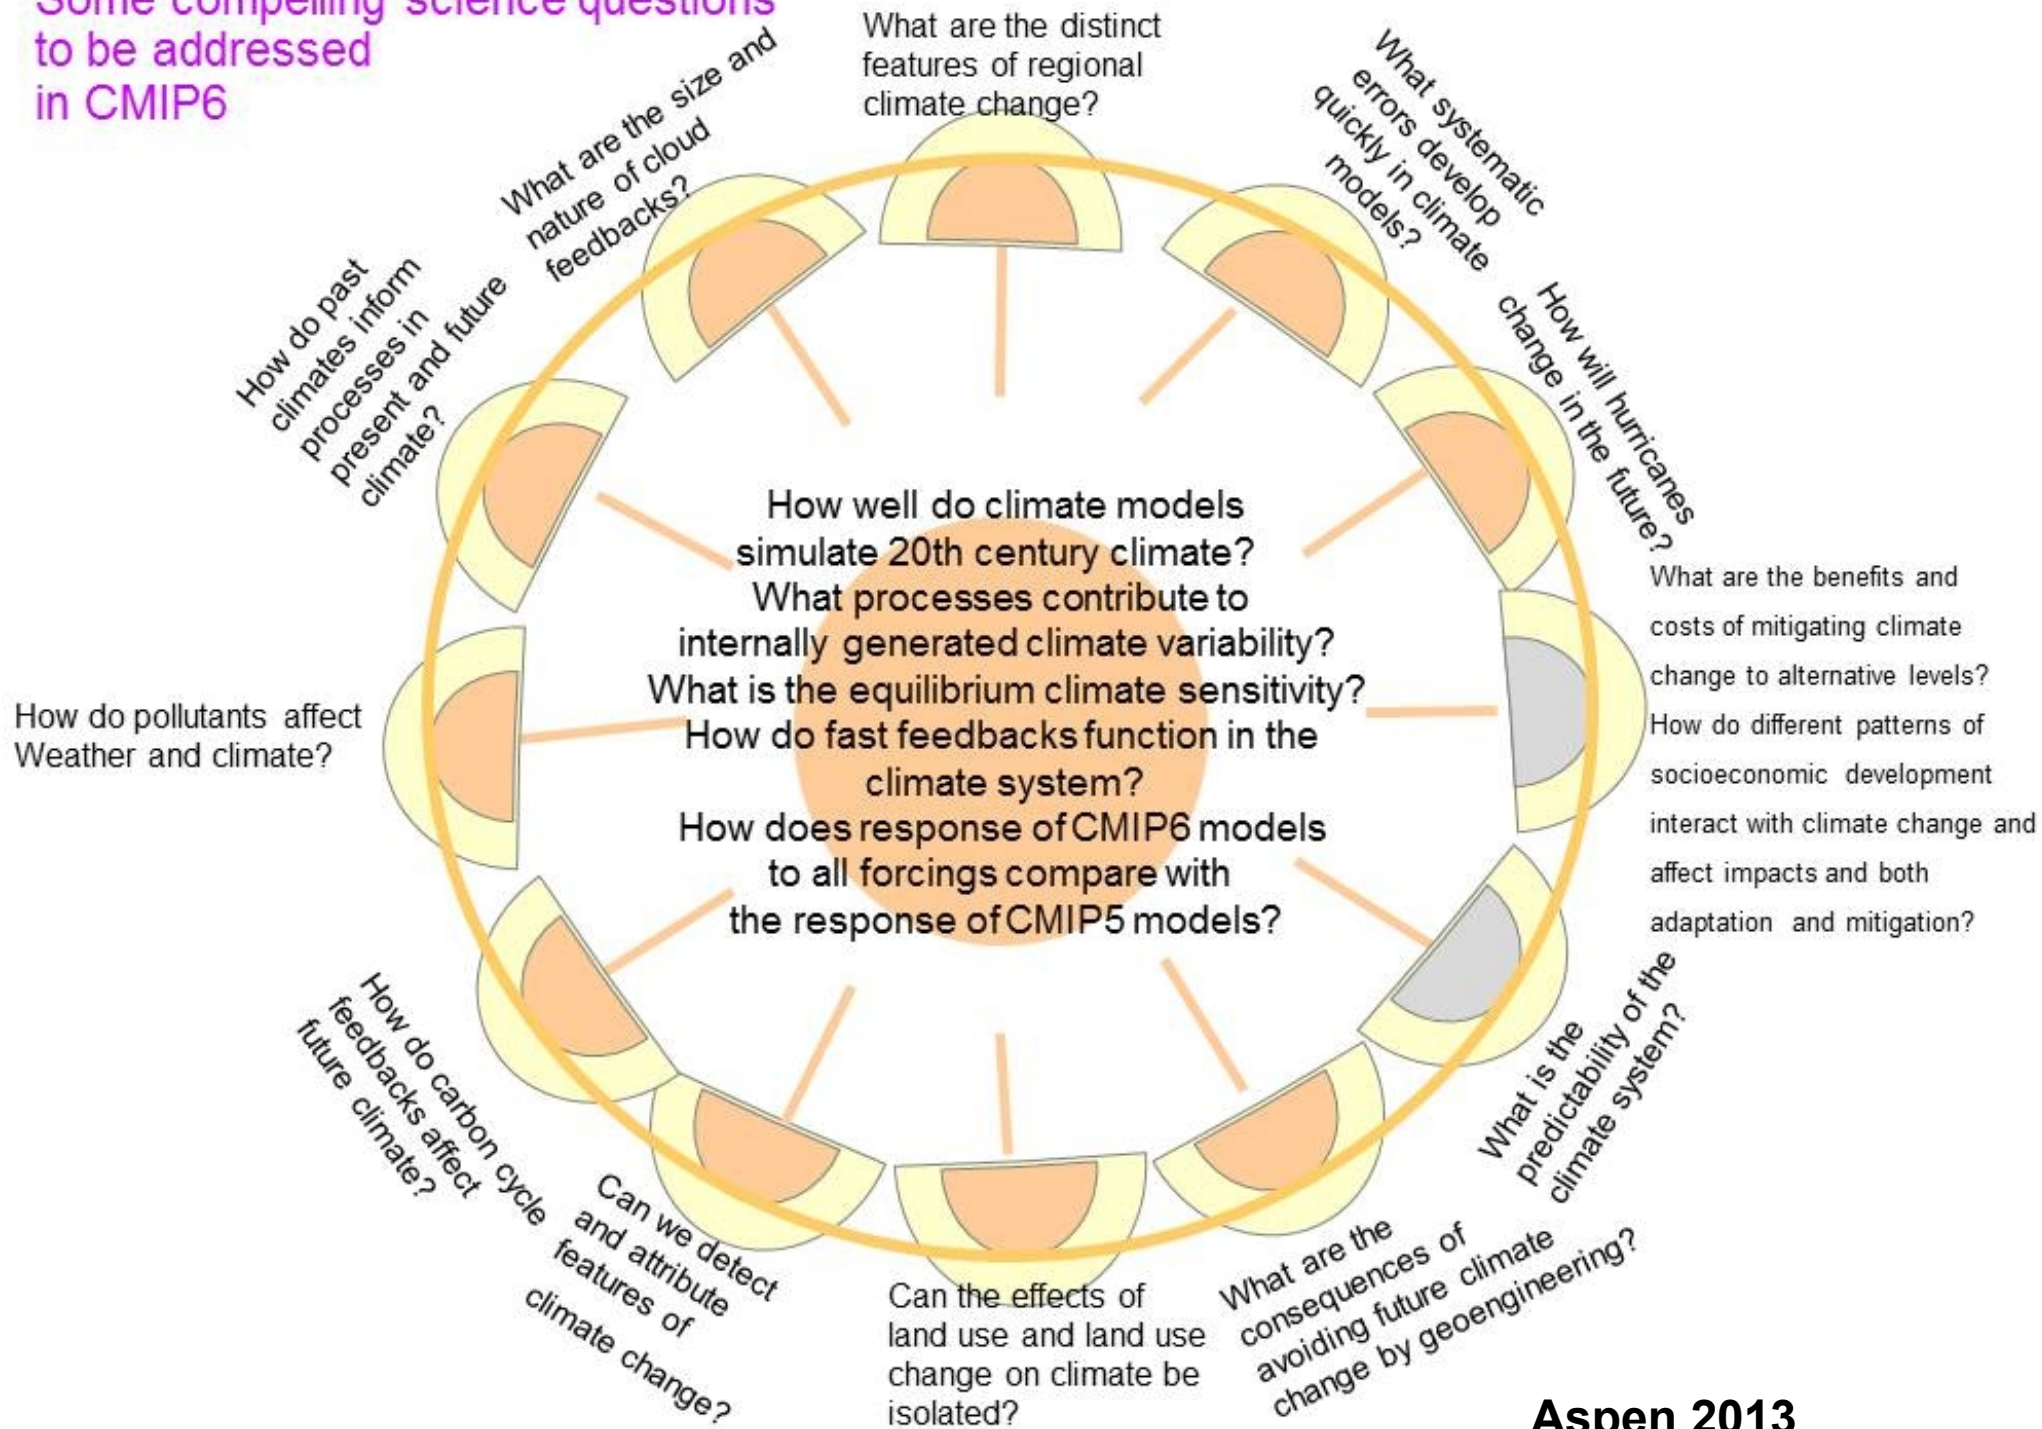 Some compelling science questions
to be addressed
in CMIP6
What are the distinct
features of regional
climate change?
What systematic
errors develop
quickly in climate
models?
How will hurricanes
change in the future?
What are the benefits and
costs of mitigating climate
change to alternative levels?
How do different patterns of
socioeconomic development
interact with climate change and
affect impacts and both
adaptation and mitigation?
What is the
predictability of the
climate system?
What are the
consequences of
avoiding future climate
change by geoengineering?
Can the effects of
land use and land use
change on climate be
isolated?
Can we detect
and attribute
features of
climate change?
How do carbon cycle
feedbacks affect
future climate?
How do pollutants affect
Weather and climate?
How do past
climates inform
processes in
present and future
climate?
What are the size and
nature of cloud
feedbacks?
How well do climate models
simulate 20th century climate?
What processes contribute to
internally generated climate variability?
What is the equilibrium climate sensitivity?
How do fast feedbacks function in the
climate system?
How does response of CMIP6 models
to all forcings compare with
the response of CMIP5 models?
Aspen 2013